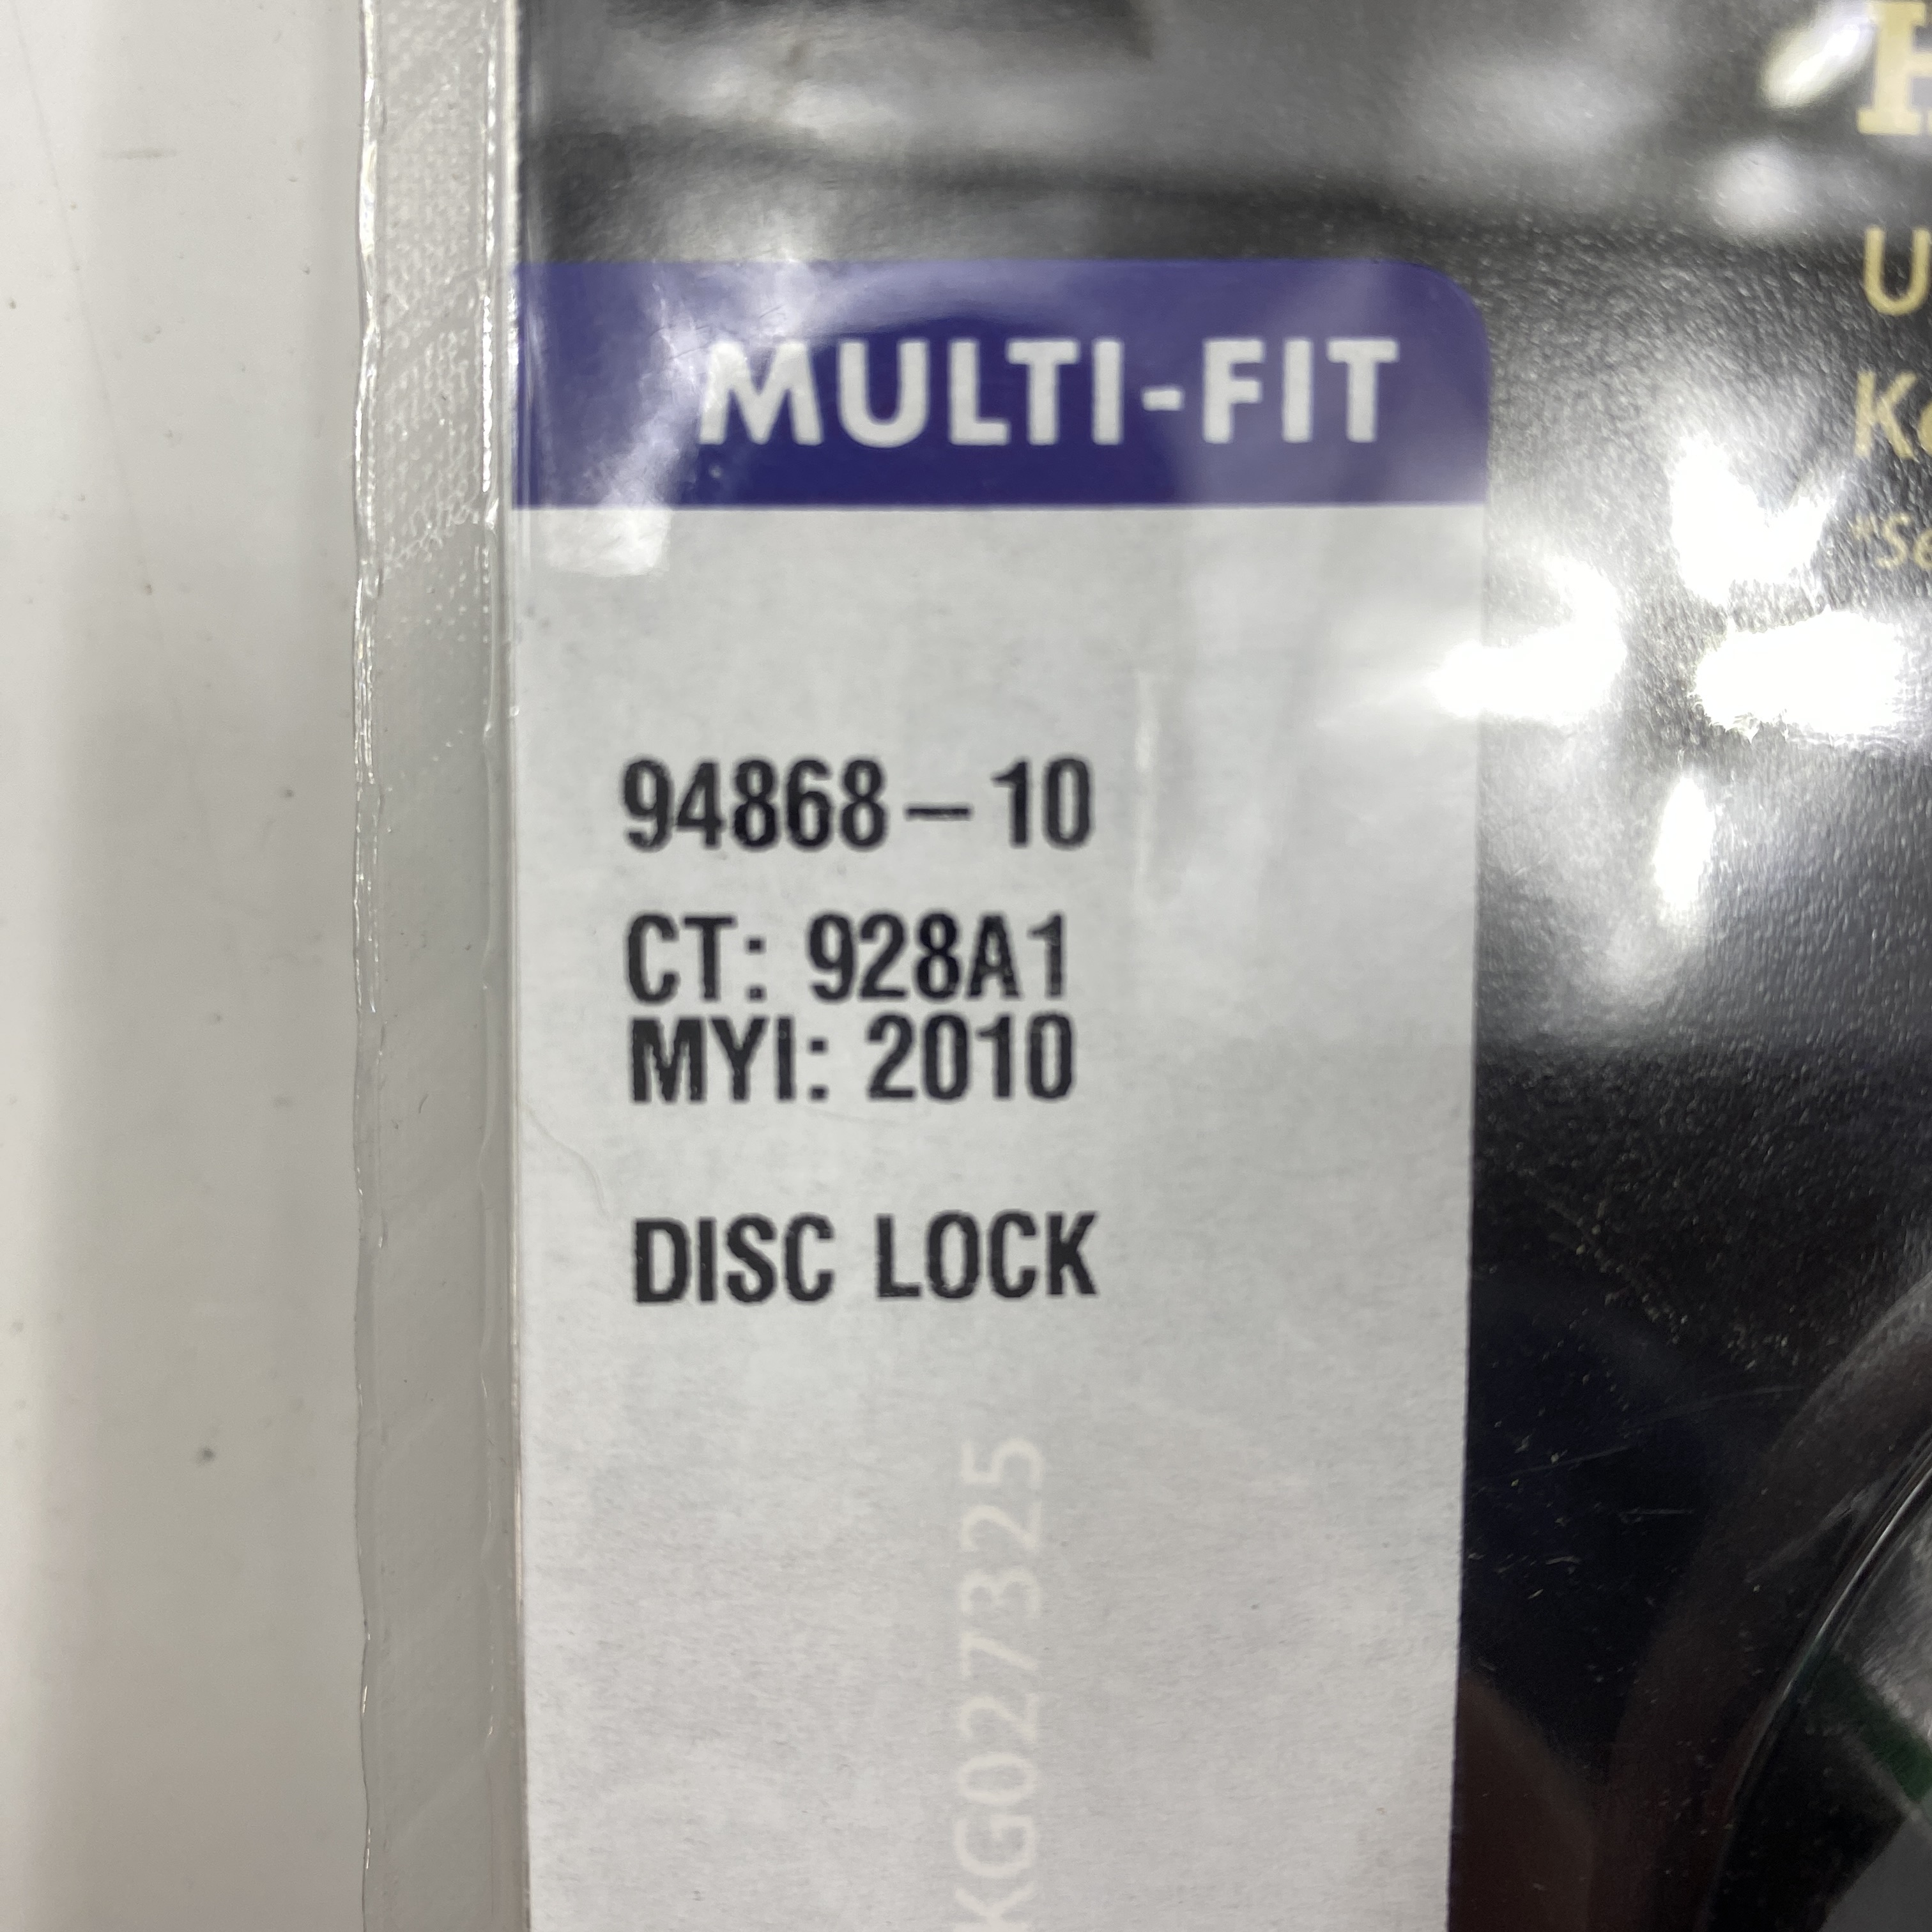 MULTI-FIT
94868-10
CT: 928A1
MYI: 2010
DISC LOCK
KG027325